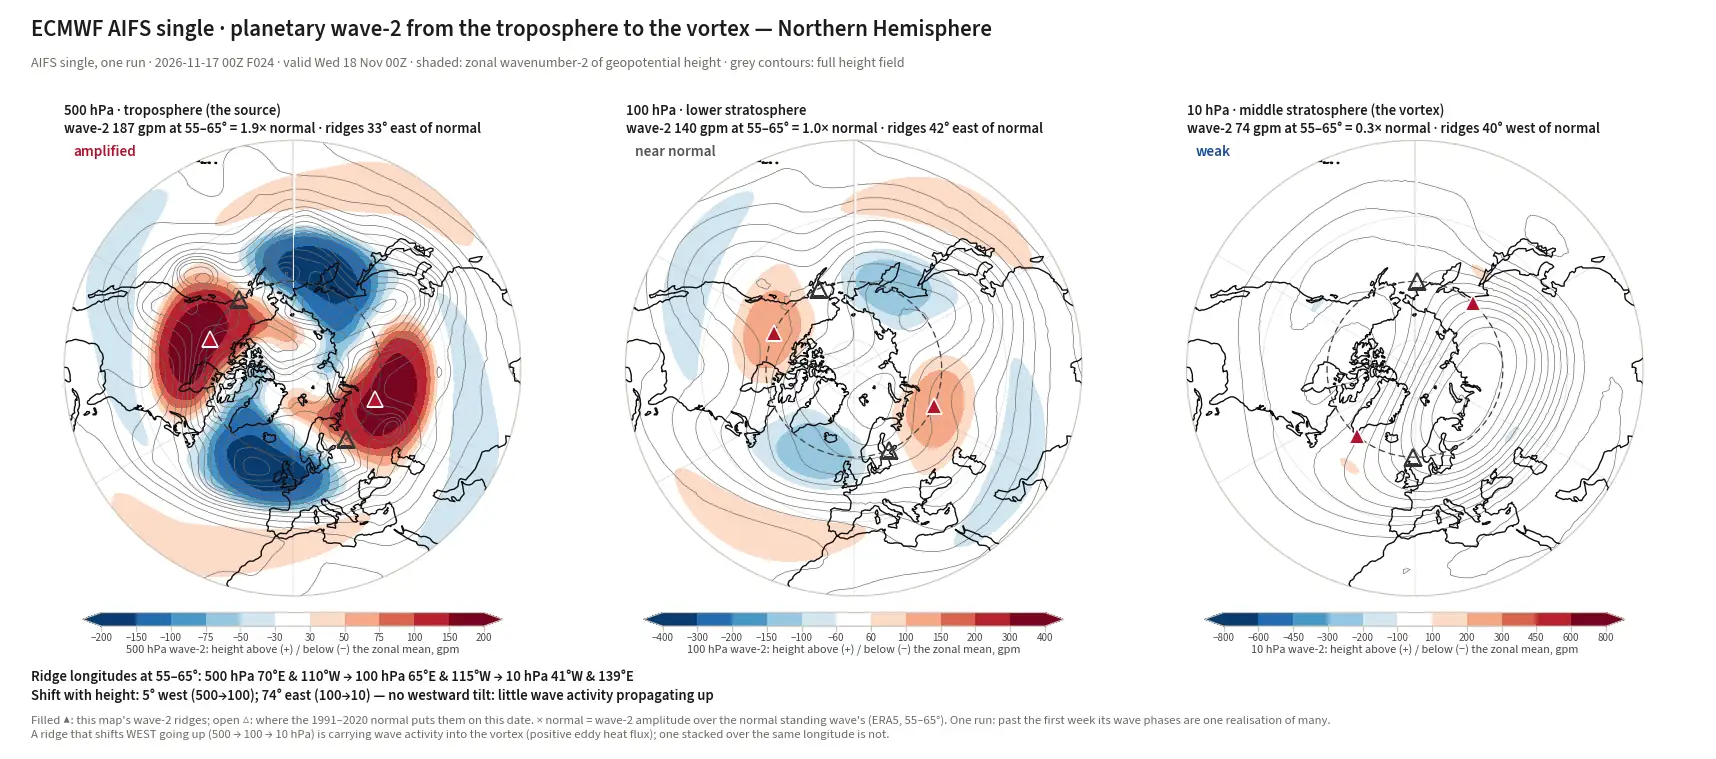 ECMWF AIFS single · planetary wave-2 from the troposphere to the vortex — Northern Hemisphere
AIFS single, one run · 2026-11-17 00Z F024 · valid Wed 18 Nov 00Z · shaded: zonal wavenumber-2 of geopotential height · grey contours: full height field
500 hPa · troposphere (the source)
wave-2 187 gpm at 55–65° = 1.9× normal · ridges 33° east of normal
amplified
100 hPa · lower stratosphere
wave-2 140 gpm at 55–65° = 1.0× normal · ridges 42° east of normal
near normal
10 hPa · middle stratosphere (the vortex)
wave-2 74 gpm at 55–65° = 0.3× normal · ridges 40° west of normal
weak
−200 −150 −100 −75 −50 −30 30 50 75 100 150 200
500 hPa wave-2: height above (+) / below (−) the zonal mean, gpm
−400 −300 −200 −150 −100 −60 60 100 150 200 300 400
100 hPa wave-2: height above (+) / below (−) the zonal mean, gpm
−800 −600 −450 −300 −200 −100 100 200 300 450 600 800
10 hPa wave-2: height above (+) / below (−) the zonal mean, gpm
Ridge longitudes at 55–65°: 500 hPa 70°E & 110°W → 100 hPa 65°E & 115°W → 10 hPa 41°W & 139°E
Shift with height: 5° west (500→100); 74° east (100→10) — no westward tilt: little wave activity propagating up
Filled ▲: this map's wave-2 ridges; open △: where the 1991–2020 normal puts them on this date. × normal = wave-2 amplitude over the normal standing wave's (ERA5, 55–65°). One run: past the first week its wave phases are one realisation of many.
A ridge that shifts WEST going up (500 → 100 → 10 hPa) is carrying wave activity into the vortex (positive eddy heat flux); one stacked over the same longitude is not.